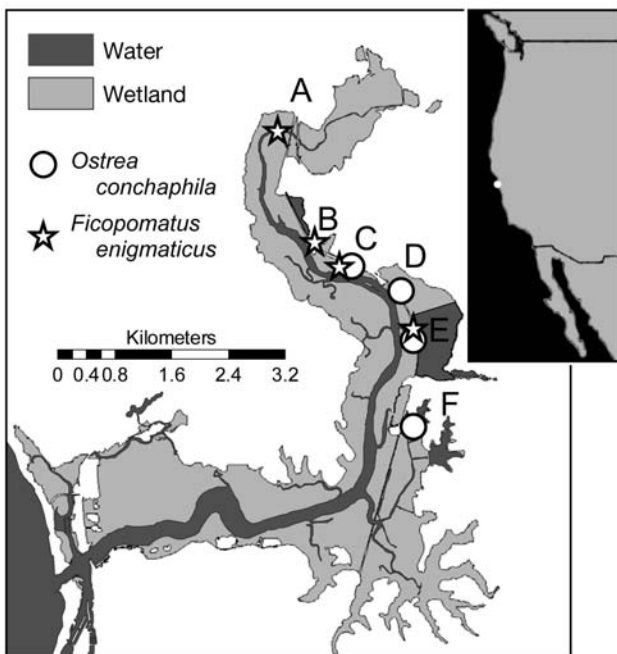 Water
Wetland
Ostrea
conchaphila
Ficopomatus
enigmaticus
Kilometers
0 0.4 0.8 1.6 2.4 3.2
A
B
C
D
E
F